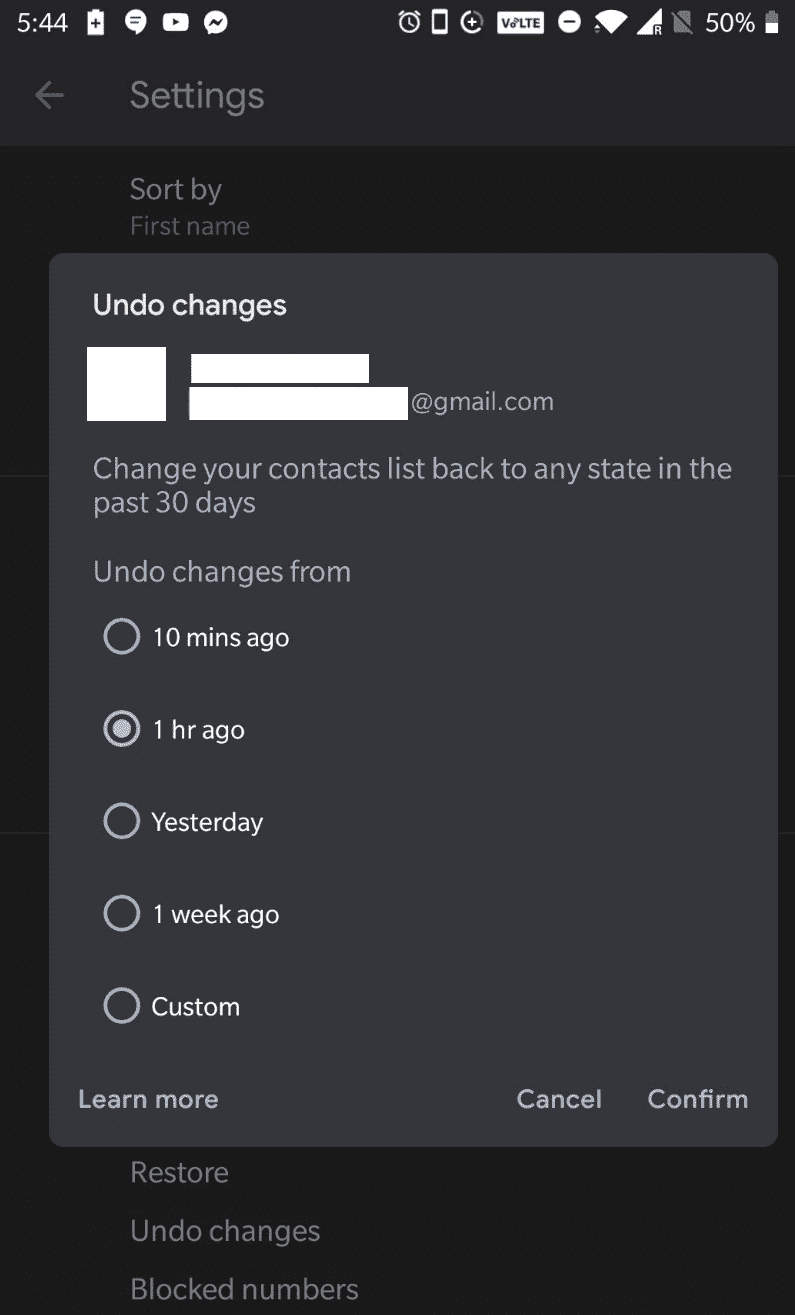 5:44 VoLTE R 50%
Settings
Sort by
First name
Undo changes
@gmail.com
Change your contacts list back to any state in the
past 30 days
Undo changes from
10 mins ago
1 hr ago
Yesterday
1 week ago
Custom
Learn more Cancel Confirm
Restore
Undo changes
Blocked numbers